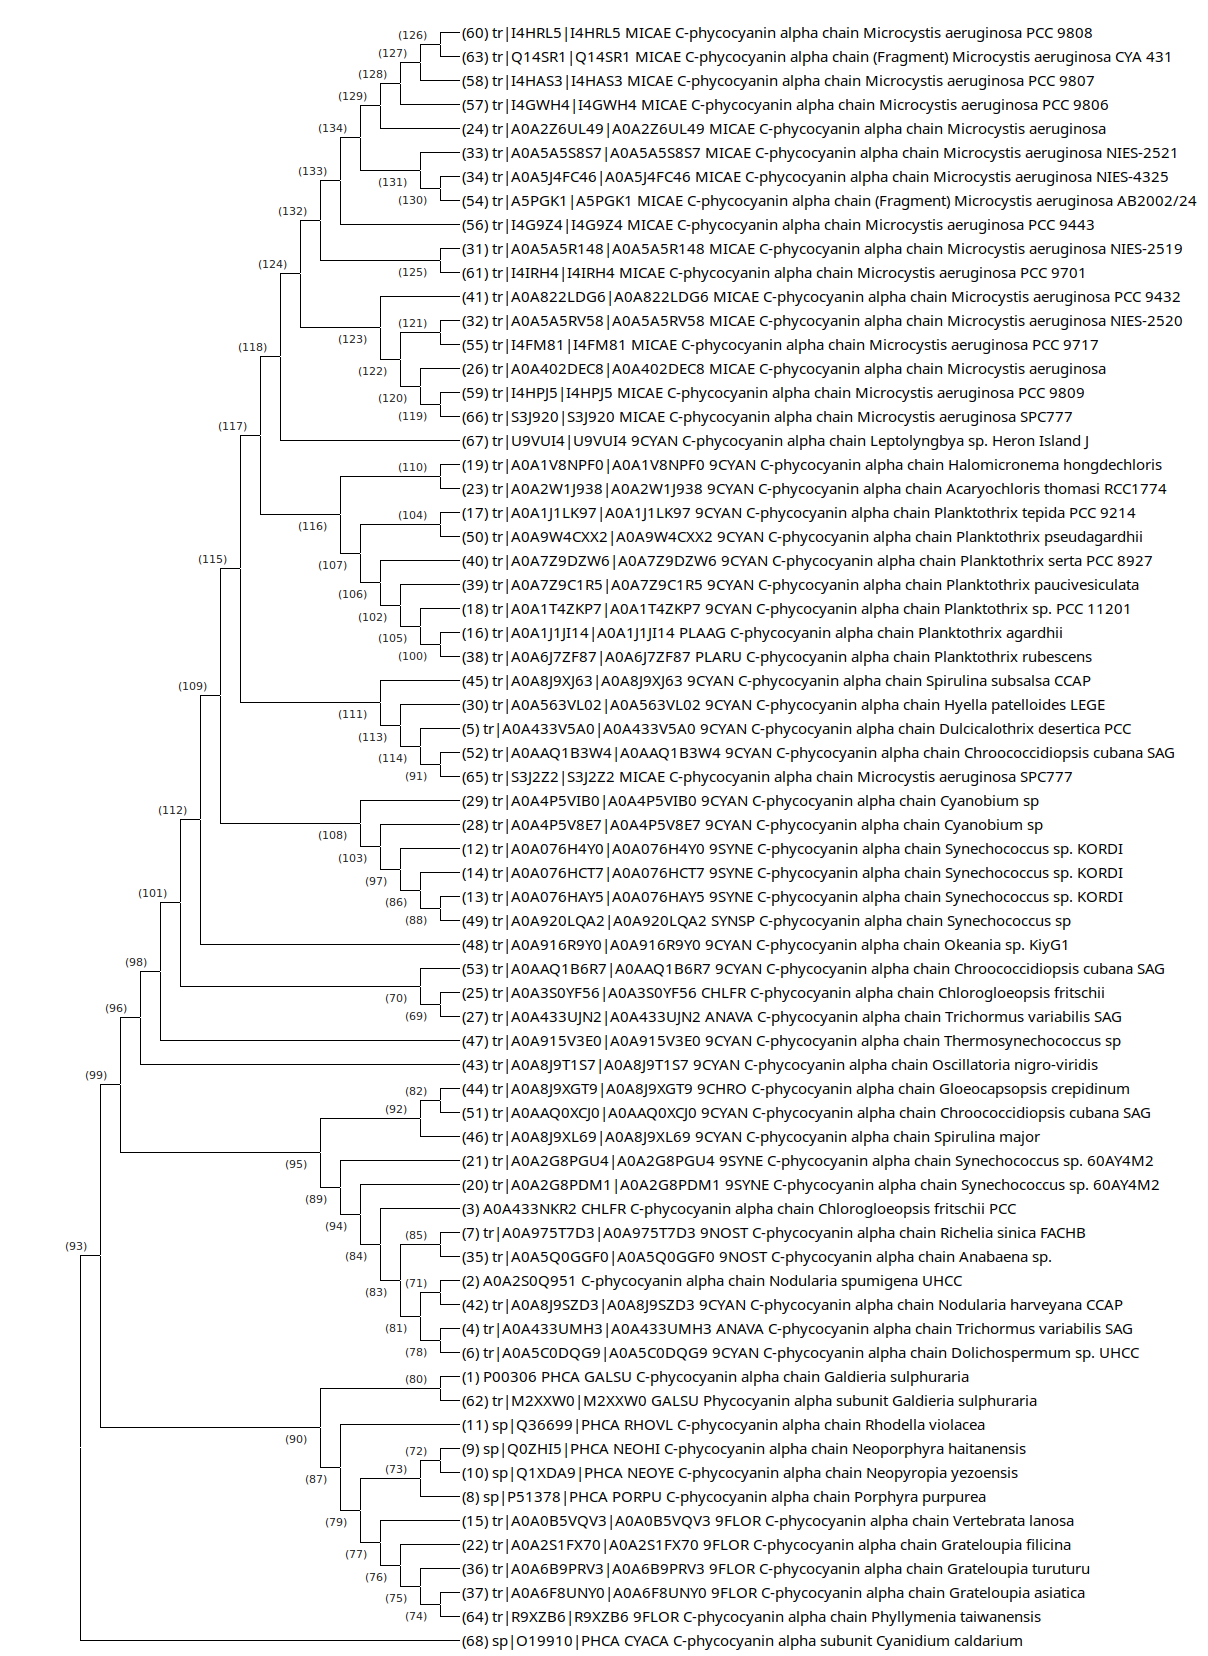 (126)
(60) tr|I4HRL5|I4HRL5 MICAE C-phycocyanin alpha chain Microcystis aeruginosa PCC 9808
(127)
(63) tr|Q14SR1|Q14SR1 MICAE C-phycocyanin alpha chain (Fragment) Microcystis aeruginosa CYA 431
(128)
(58) tr|I4HAS3|I4HAS3 MICAE C-phycocyanin alpha chain Microcystis aeruginosa PCC 9807
(129)
(57) tr|I4GWH4|I4GWH4 MICAE C-phycocyanin alpha chain Microcystis aeruginosa PCC 9806
(134)
(24) tr|A0A2Z6UL49|A0A2Z6UL49 MICAE C-phycocyanin alpha chain Microcystis aeruginosa
(33) tr|A0A5A5S8S7|A0A5A5S8S7 MICAE C-phycocyanin alpha chain Microcystis aeruginosa NIES-2521
(133)
(131)
(34) tr|A0A5J4FC46|A0A5J4FC46 MICAE C-phycocyanin alpha chain Microcystis aeruginosa NIES-4325
(130)
(54) tr|A5PGK1|A5PGK1 MICAE C-phycocyanin alpha chain (Fragment) Microcystis aeruginosa AB2002/24
(132)
(56) tr|I4G9Z4|I4G9Z4 MICAE C-phycocyanin alpha chain Microcystis aeruginosa PCC 9443
(31) tr|A0A5A5R148|A0A5A5R148 MICAE C-phycocyanin alpha chain Microcystis aeruginosa NIES-2519
(124)
(125)
(61) tr|I4IRH4|I4IRH4 MICAE C-phycocyanin alpha chain Microcystis aeruginosa PCC 9701
(41) tr|A0A822LDG6|A0A822LDG6 MICAE C-phycocyanin alpha chain Microcystis aeruginosa PCC 9432
(121)
(32) tr|A0A5A5RV58|A0A5A5RV58 MICAE C-phycocyanin alpha chain Microcystis aeruginosa NIES-2520
(123)
(118)
(55) tr|I4FM81|I4FM81 MICAE C-phycocyanin alpha chain Microcystis aeruginosa PCC 9717
(122)
(26) tr|A0A402DEC8|A0A402DEC8 MICAE C-phycocyanin alpha chain Microcystis aeruginosa
(120)
(59) tr|I4HPJ5|I4HPJ5 MICAE C-phycocyanin alpha chain Microcystis aeruginosa PCC 9809
(119)
(66) tr|S3J920|S3J920 MICAE C-phycocyanin alpha chain Microcystis aeruginosa SPC777
(117)
(67) tr|U9VUI4|U9VUI4 9CYAN C-phycocyanin alpha chain Leptolyngbya sp. Heron Island J
(110)
(19) tr|A0A1V8NPF0|A0A1V8NPF0 9CYAN C-phycocyanin alpha chain Halomicronema hongdechloris
(23) tr|A0A2W1J938|A0A2W1J938 9CYAN C-phycocyanin alpha chain Acaryochloris thomasi RCC1774
(104)
(17) tr|A0A1J1LK97|A0A1J1LK97 9CYAN C-phycocyanin alpha chain Planktothrix tepida PCC 9214
(116)
(50) tr|A0A9W4CXX2|A0A9W4CXX2 9CYAN C-phycocyanin alpha chain Planktothrix pseudagardhii
(115)
(107)
(40) tr|A0A7Z9DZW6|A0A7Z9DZW6 9CYAN C-phycocyanin alpha chain Planktothrix serta PCC 8927
(106)
(39) tr|A0A7Z9C1R5|A0A7Z9C1R5 9CYAN C-phycocyanin alpha chain Planktothrix paucivesiculata
(102)
(18) tr|A0A1T4ZKP7|A0A1T4ZKP7 9CYAN C-phycocyanin alpha chain Planktothrix sp. PCC 11201
(105)
(16) tr|A0A1J1JI14|A0A1J1JI14 PLAAG C-phycocyanin alpha chain Planktothrix agardhii
(100)
(38) tr|A0A6J7ZF87|A0A6J7ZF87 PLARU C-phycocyanin alpha chain Planktothrix rubescens
(109)
(45) tr|A0A8J9XJ63|A0A8J9XJ63 9CYAN C-phycocyanin alpha chain Spirulina subsalsa CCAP
(111)
(30) tr|A0A563VL02|A0A563VL02 9CYAN C-phycocyanin alpha chain Hyella patelloides LEGE
(113)
(5) tr|A0A433V5A0|A0A433V5A0 9CYAN C-phycocyanin alpha chain Dulcicalothrix desertica PCC
(114)
(52) tr|A0AAQ1B3W4|A0AAQ1B3W4 9CYAN C-phycocyanin alpha chain Chroococcidiopsis cubana SAG
(91)
(65) tr|S3J2Z2|S3J2Z2 MICAE C-phycocyanin alpha chain Microcystis aeruginosa SPC777
(112)
(29) tr|A0A4P5VIB0|A0A4P5VIB0 9CYAN C-phycocyanin alpha chain Cyanobium sp
(108)
(28) tr|A0A4P5V8E7|A0A4P5V8E7 9CYAN C-phycocyanin alpha chain Cyanobium sp
(103)
(12) tr|A0A076H4Y0|A0A076H4Y0 9SYNE C-phycocyanin alpha chain Synechococcus sp. KORDI
(97)
(14) tr|A0A076HCT7|A0A076HCT7 9SYNE C-phycocyanin alpha chain Synechococcus sp. KORDI
(101)
(86)
(13) tr|A0A076HAY5|A0A076HAY5 9SYNE C-phycocyanin alpha chain Synechococcus sp. KORDI
(88)
(49) tr|A0A920LQA2|A0A920LQA2 SYNSP C-phycocyanin alpha chain Synechococcus sp
(48) tr|A0A916R9Y0|A0A916R9Y0 9CYAN C-phycocyanin alpha chain Okeania sp. KiyG1
(98)
(53) tr|A0AAQ1B6R7|A0AAQ1B6R7 9CYAN C-phycocyanin alpha chain Chroococcidiopsis cubana SAG
(70)
(25) tr|A0A3S0YF56|A0A3S0YF56 CHLFR C-phycocyanin alpha chain Chlorogloeopsis fritschii
(96)
(69)
(27) tr|A0A433UJN2|A0A433UJN2 ANAVA C-phycocyanin alpha chain Trichormus variabilis SAG
(47) tr|A0A915V3E0|A0A915V3E0 9CYAN C-phycocyanin alpha chain Thermosynechococcus sp
(43) tr|A0A8J9T1S7|A0A8J9T1S7 9CYAN C-phycocyanin alpha chain Oscillatoria nigro-viridis
(99)
(82)
(44) tr|A0A8J9XGT9|A0A8J9XGT9 9CHRO C-phycocyanin alpha chain Gloeocapsopsis crepidinum
(92)
(51) tr|A0AAQ0XCJ0|A0AAQ0XCJ0 9CYAN C-phycocyanin alpha chain Chroococcidiopsis cubana SAG
(46) tr|A0A8J9XL69|A0A8J9XL69 9CYAN C-phycocyanin alpha chain Spirulina major
(95)
(21) tr|A0A2G8PGU4|A0A2G8PGU4 9SYNE C-phycocyanin alpha chain Synechococcus sp. 60AY4M2
(89)
(20) tr|A0A2G8PDM1|A0A2G8PDM1 9SYNE C-phycocyanin alpha chain Synechococcus sp. 60AY4M2
(94)
(3) A0A433NKR2 CHLFR C-phycocyanin alpha chain Chlorogloeopsis fritschii PCC
(85)
(7) tr|A0A975T7D3|A0A975T7D3 9NOST C-phycocyanin alpha chain Richelia sinica FACHB
(93)
(84)
(35) tr|A0A5Q0GGF0|A0A5Q0GGF0 9NOST C-phycocyanin alpha chain Anabaena sp.
(71)
(2) A0A2S0Q951 C-phycocyanin alpha chain Nodularia spumigena UHCC
(83)
(42) tr|A0A8J9SZD3|A0A8J9SZD3 9CYAN C-phycocyanin alpha chain Nodularia harveyana CCAP
(81)
(4) tr|A0A433UMH3|A0A433UMH3 ANAVA C-phycocyanin alpha chain Trichormus variabilis SAG
(78)
(6) tr|A0A5C0DQG9|A0A5C0DQG9 9CYAN C-phycocyanin alpha chain Dolichospermum sp. UHCC
(80)
(1) P00306 PHCA GALSU C-phycocyanin alpha chain Galdieria sulphuraria
(62) tr|M2XXW0|M2XXW0 GALSU Phycocyanin alpha subunit Galdieria sulphuraria
(90)
(11) sp|Q36699|PHCA RHOVL C-phycocyanin alpha chain Rhodella violacea
(72)
(9) sp|Q0ZHI5|PHCA NEOHI C-phycocyanin alpha chain Neoporphyra haitanensis
(87)
(73)
(10) sp|Q1XDA9|PHCA NEOYE C-phycocyanin alpha chain Neopyropia yezoensis
(8) sp|P51378|PHCA PORPU C-phycocyanin alpha chain Porphyra purpurea
(79)
(15) tr|A0A0B5VQV3|A0A0B5VQV3 9FLOR C-phycocyanin alpha chain Vertebrata lanosa
(77)
(22) tr|A0A2S1FX70|A0A2S1FX70 9FLOR C-phycocyanin alpha chain Grateloupia filicina
(76)
(36) tr|A0A6B9PRV3|A0A6B9PRV3 9FLOR C-phycocyanin alpha chain Grateloupia turuturu
(75)
(37) tr|A0A6F8UNY0|A0A6F8UNY0 9FLOR C-phycocyanin alpha chain Grateloupia asiatica
(74)
(64) tr|R9XZB6|R9XZB6 9FLOR C-phycocyanin alpha chain Phyllymenia taiwanensis
(68) sp|O19910|PHCA CYACA C-phycocyanin alpha subunit Cyanidium caldarium